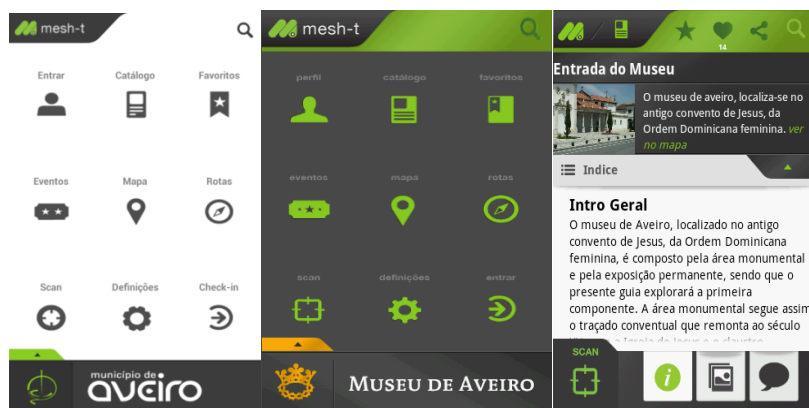 mesh-t
Entrar Catálogo Favoritos
Eventos Mapa Rotas
Scan Definições Check-in
município de
aveiro
mesh-t
perfil catálogo favoritos
eventos mapa rotas
scan definições entrar
MUSEU DE AVEIRO
14
Entrada do Museu
O museu de aveiro, localiza-se no
antigo convento de Jesus, da
Ordem Dominicana feminina. ver
no mapa
Indice
Intro Geral
O museu de Aveiro, localizado no antigo
convento de Jesus, da Ordem Dominicana
feminina, é composto pela área monumental
e pela exposição permanente, sendo que o
presente guia explorará a primeira
componente. A área monumental segue assim
o traçado conventual que remonta ao século
SCAN